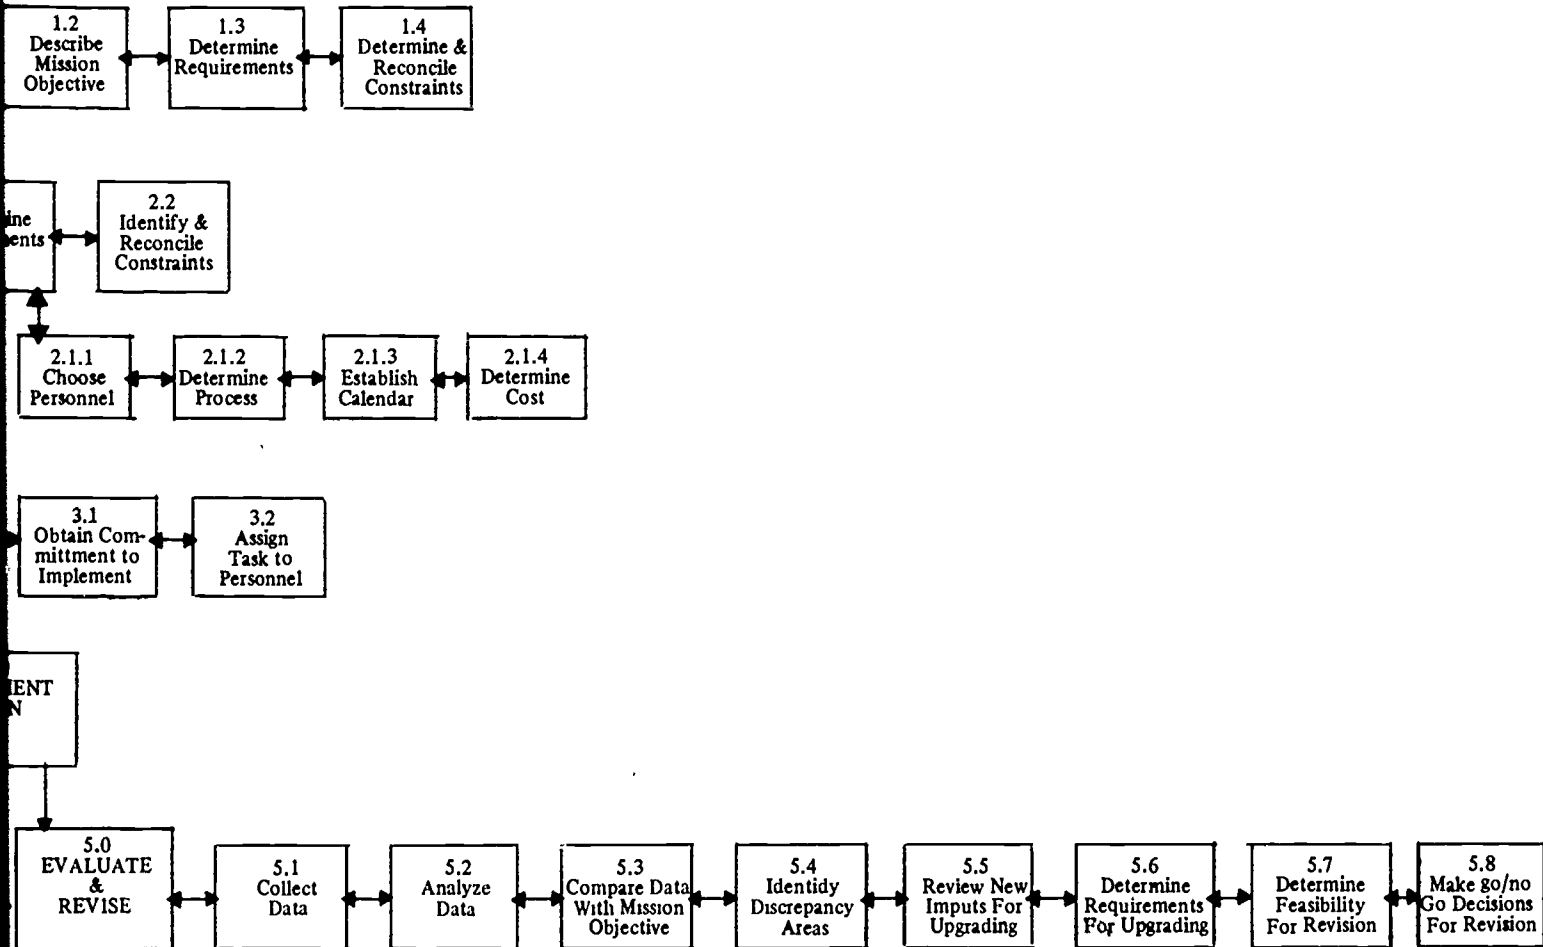 1.2
Describe
Mission
Objective
1.3
Determine
Requirements
1.4
Determine &
Reconcile
Constraints
2.2
Identify &
Reconcile
Constraints
2.1.1
Choose
Personnel
2.1.2
Determine
Process
2.1.3
Establish
Calendar
2.1.4
Determine
Cost
3.1
Obtain Com-
mittment to
Implement
3.2
Assign
Task to
Personnel
5.0
EVALUATE
&
REVISE
5.1
Collect
Data
5.2
Analyze
Data
5.3
Compare Data
With Mission
Objective
5.4
Identidy
Discrepancy
Areas
5.5
Review New
Imputs For
Upgrading
5.6
Determine
Requirements
For Upgrading
5.7
Determine
Feasibility
For Revision
5.8
Make go/no
Go Decisions
For Revision